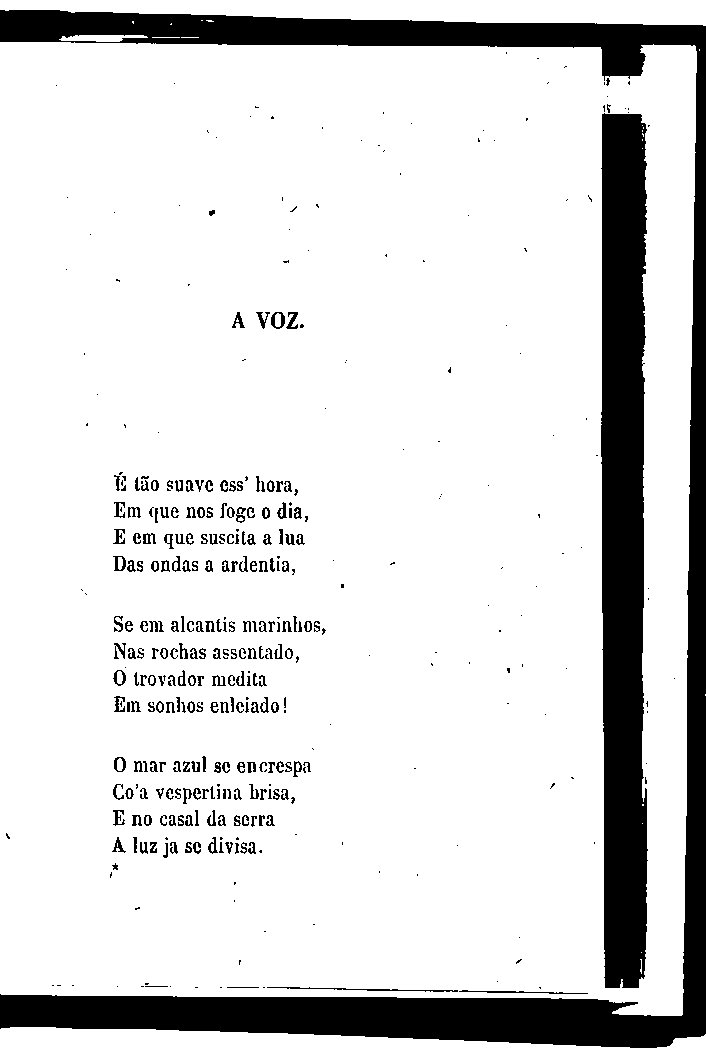 A VOZ.
É tão suave ess' hora,
Em que nos foge o dia,
E em que suscita a lua
Das ondas a ardentia,
Se em alcantis marinhos,
Nas rochas assentado,
O trovador medita
Em sonhos enleiado!
O mar azul se encrespa
Co'a vespertina brisa,
E no casal da serra
A luz ja se divisa.
*